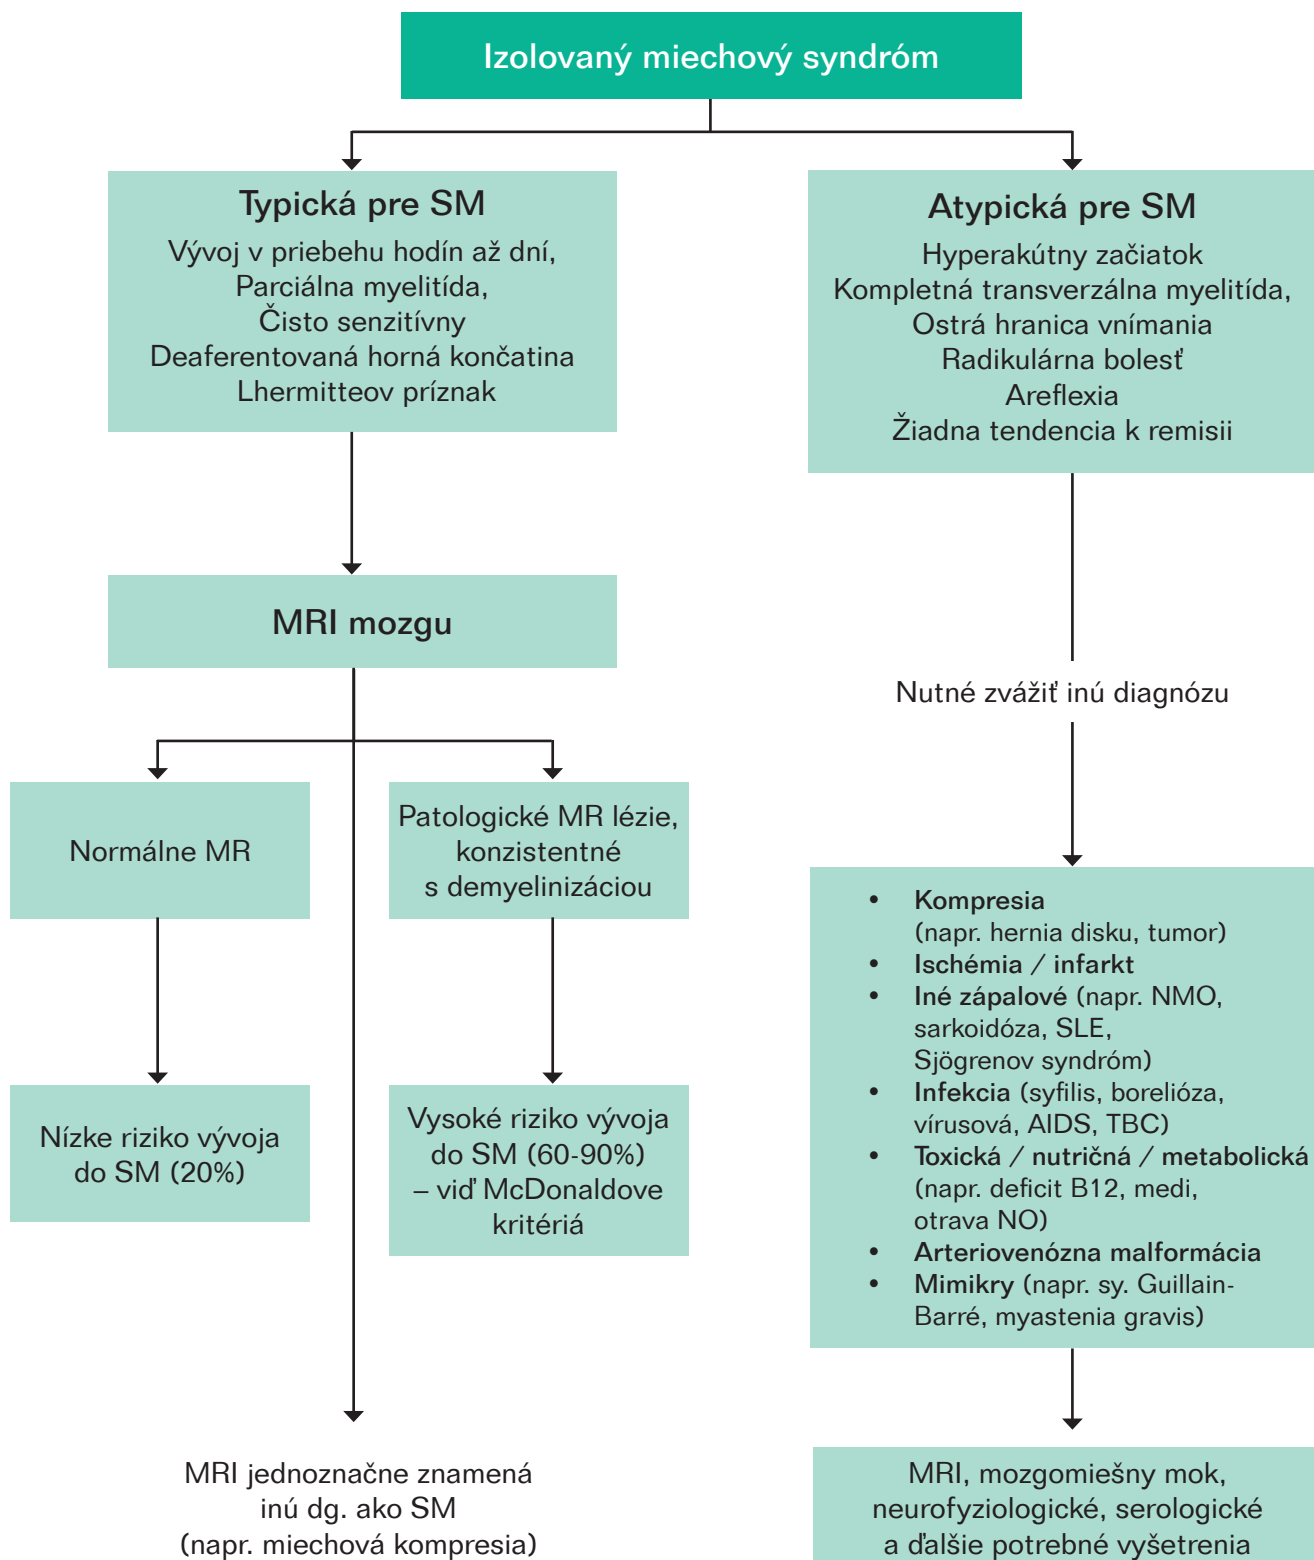 Izolovaný miechový syndróm
Typická pre SM
Vývoj v priebehu hodín až dní,
Parciálna myelitída,
Čisto senzitívny
Deaferentovaná horná končatina
Lhermitteov príznak
Atypická pre SM
Hyperakútny začiatok
Kompletná transverzálna myelitída,
Ostrá hranica vnímania
Radikulárna bolesť
Areflexia
Žiadna tendencia k remisii
MRI mozgu
Nutné zvážiť inú diagnózu
Normálne MR
Patologické MR lézie,
konzistentné
s demyelinizáciou
Nízke riziko vývoja
do SM (20%)
Vysoké riziko vývoja
do SM (60-90%)
– viď McDonaldove
kritériá
• Kompresia
(napr. hernia disku, tumor)
• Ischémia / infarkt
• Iné zápalové (napr. NMO,
sarkoidóza, SLE,
Sjögrenov syndróm)
• Infekcia (syfilis, borelióza,
vírusová, AIDS, TBC)
• Toxická / nutričná / metabolická
(napr. deficit B12, medi,
otrava NO)
• Arteriovenózna malformácia
• Mimikry (napr. sy. Guillain-
Barré, myastenia gravis)
MRI jednoznačne znamená
inú dg. ako SM
(napr. miechová kompresia)
MRI, mozgomiešny mok,
neurofyziologické, serologické
a ďalšie potrebné vyšetrenia